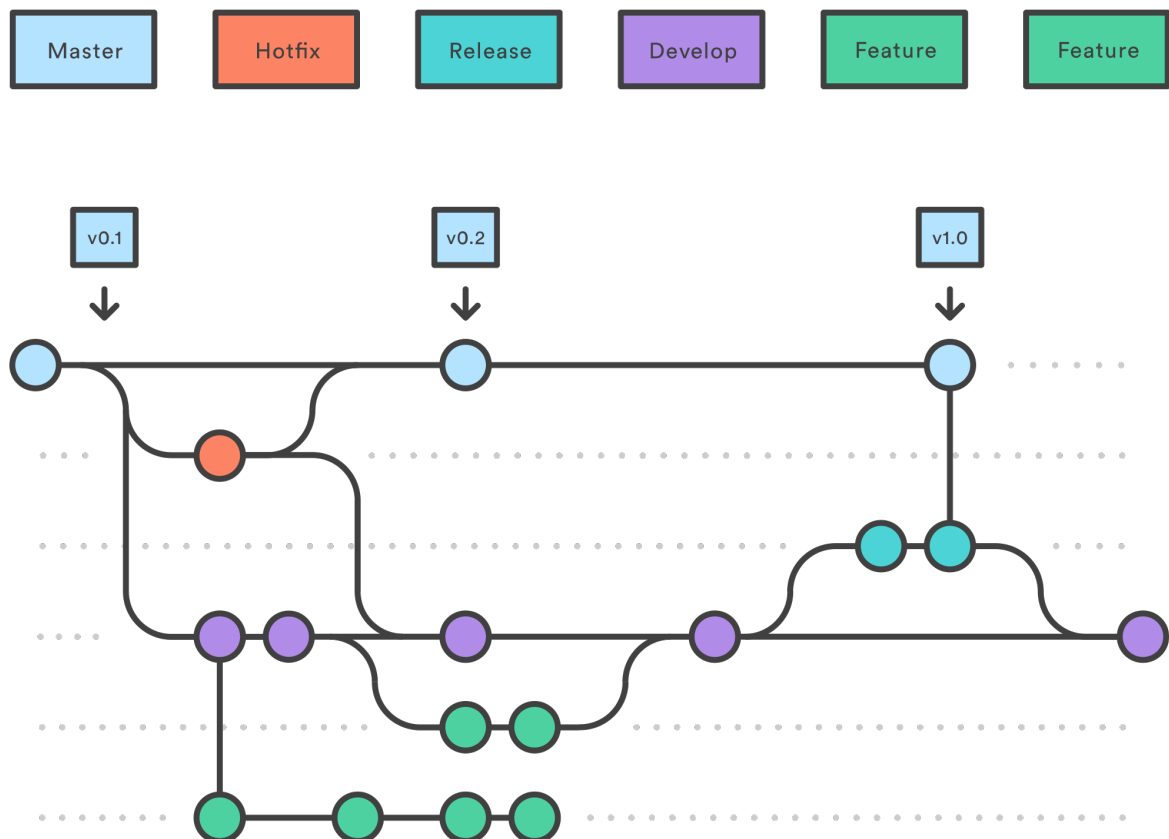 Master
Hotfix
Release
Develop
Feature
Feature
v0.1
v0.2
v1.0